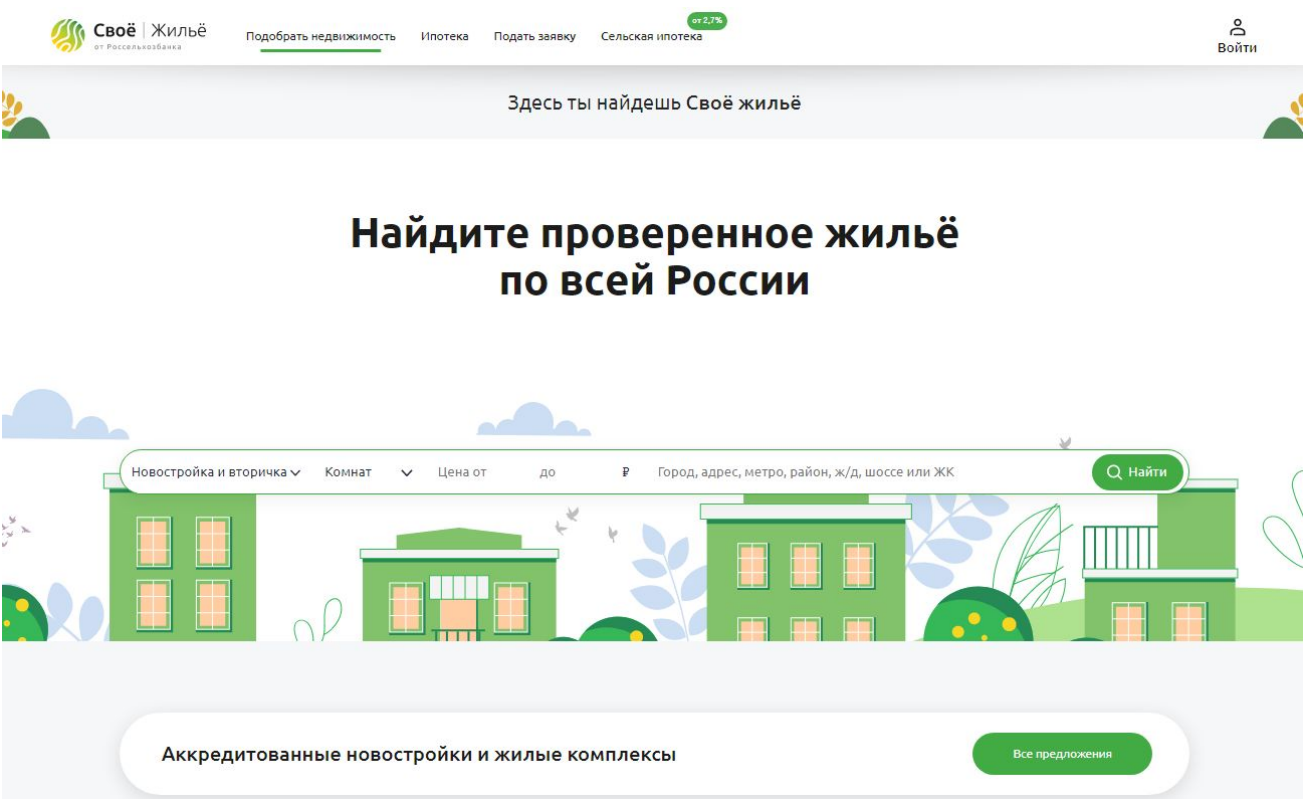 от 2,7%
Своё | Жильё
от Россельхозбанка
Подобрать недвижимость Ипотека Подать заявку Сельская ипотека
Войти
Здесь ты найдешь Своё жильё
Найдите проверенное жильё
по всей России
Новостройка и вторичка Комнат Цена от до ₽ Город, адрес, метро, район, ж/д, шоссе или ЖК Найти
Аккредитованные новостройки и жилые комплексы Все предложения